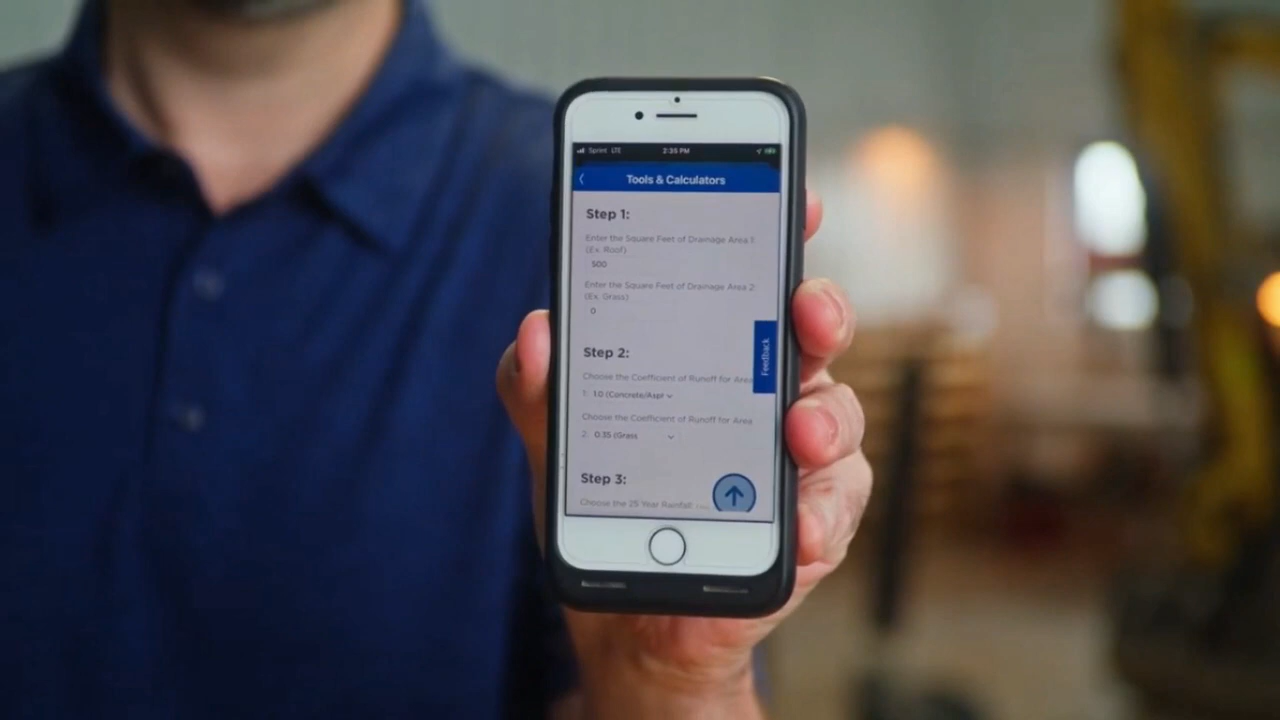 Sprint LTE 2:35 PM
Tools & Calculators
Step 1:
Enter the Square Feet of Drainage Area 1:
(Ex. Roof)
500
Enter the Square Feet of Drainage Area 2:
(Ex. Grass)
0
Feedback
Step 2:
Choose the Coefficient of Runoff for Area
1: 1.0 (Concrete/Aspl
Choose the Coefficient of Runoff for Area
2: 0.35 (Grass
Step 3:
Choose the 25 Year Rainfall: